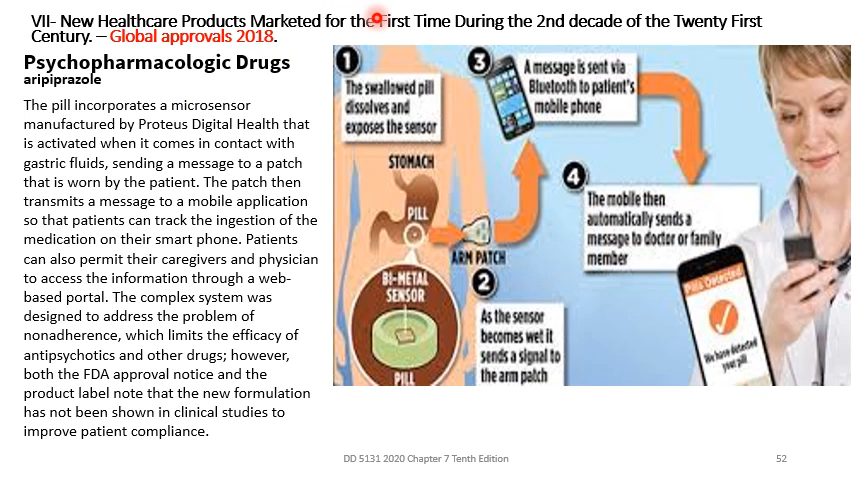 VII- New Healthcare Products Marketed for the First Time During the 2nd decade of the Twenty First
Century. – Global approvals 2018.
Psychopharmacologic Drugs
aripiprazole
The pill incorporates a microsensor
manufactured by Proteus Digital Health that
is activated when it comes in contact with
gastric fluids, sending a message to a patch
that is worn by the patient. The patch then
transmits a message to a mobile application
so that patients can track the ingestion of the
medication on their smart phone. Patients
can also permit their caregivers and physician
to access the information through a web-
based portal. The complex system was
designed to address the problem of
nonadherence, which limits the efficacy of
antipsychotics and other drugs; however,
both the FDA approval notice and the
product label note that the new formulation
has not been shown in clinical studies to
improve patient compliance.
1
The swallowed pill
dissolves and
exposes the sensor
STOMACH
PILL
ARM PATCH
BI-METAL
SENSOR
PILL
2
As the sensor
becomes wet it
sends a signal to
the arm patch
3
A message is sent via
Bluetooth to patient's
mobile phone
4
The mobile then
automatically sends a
message to doctor or family
member
Pills Detected
We have detected
your pill
DD 5131 2020 Chapter 7 Tenth Edition
52